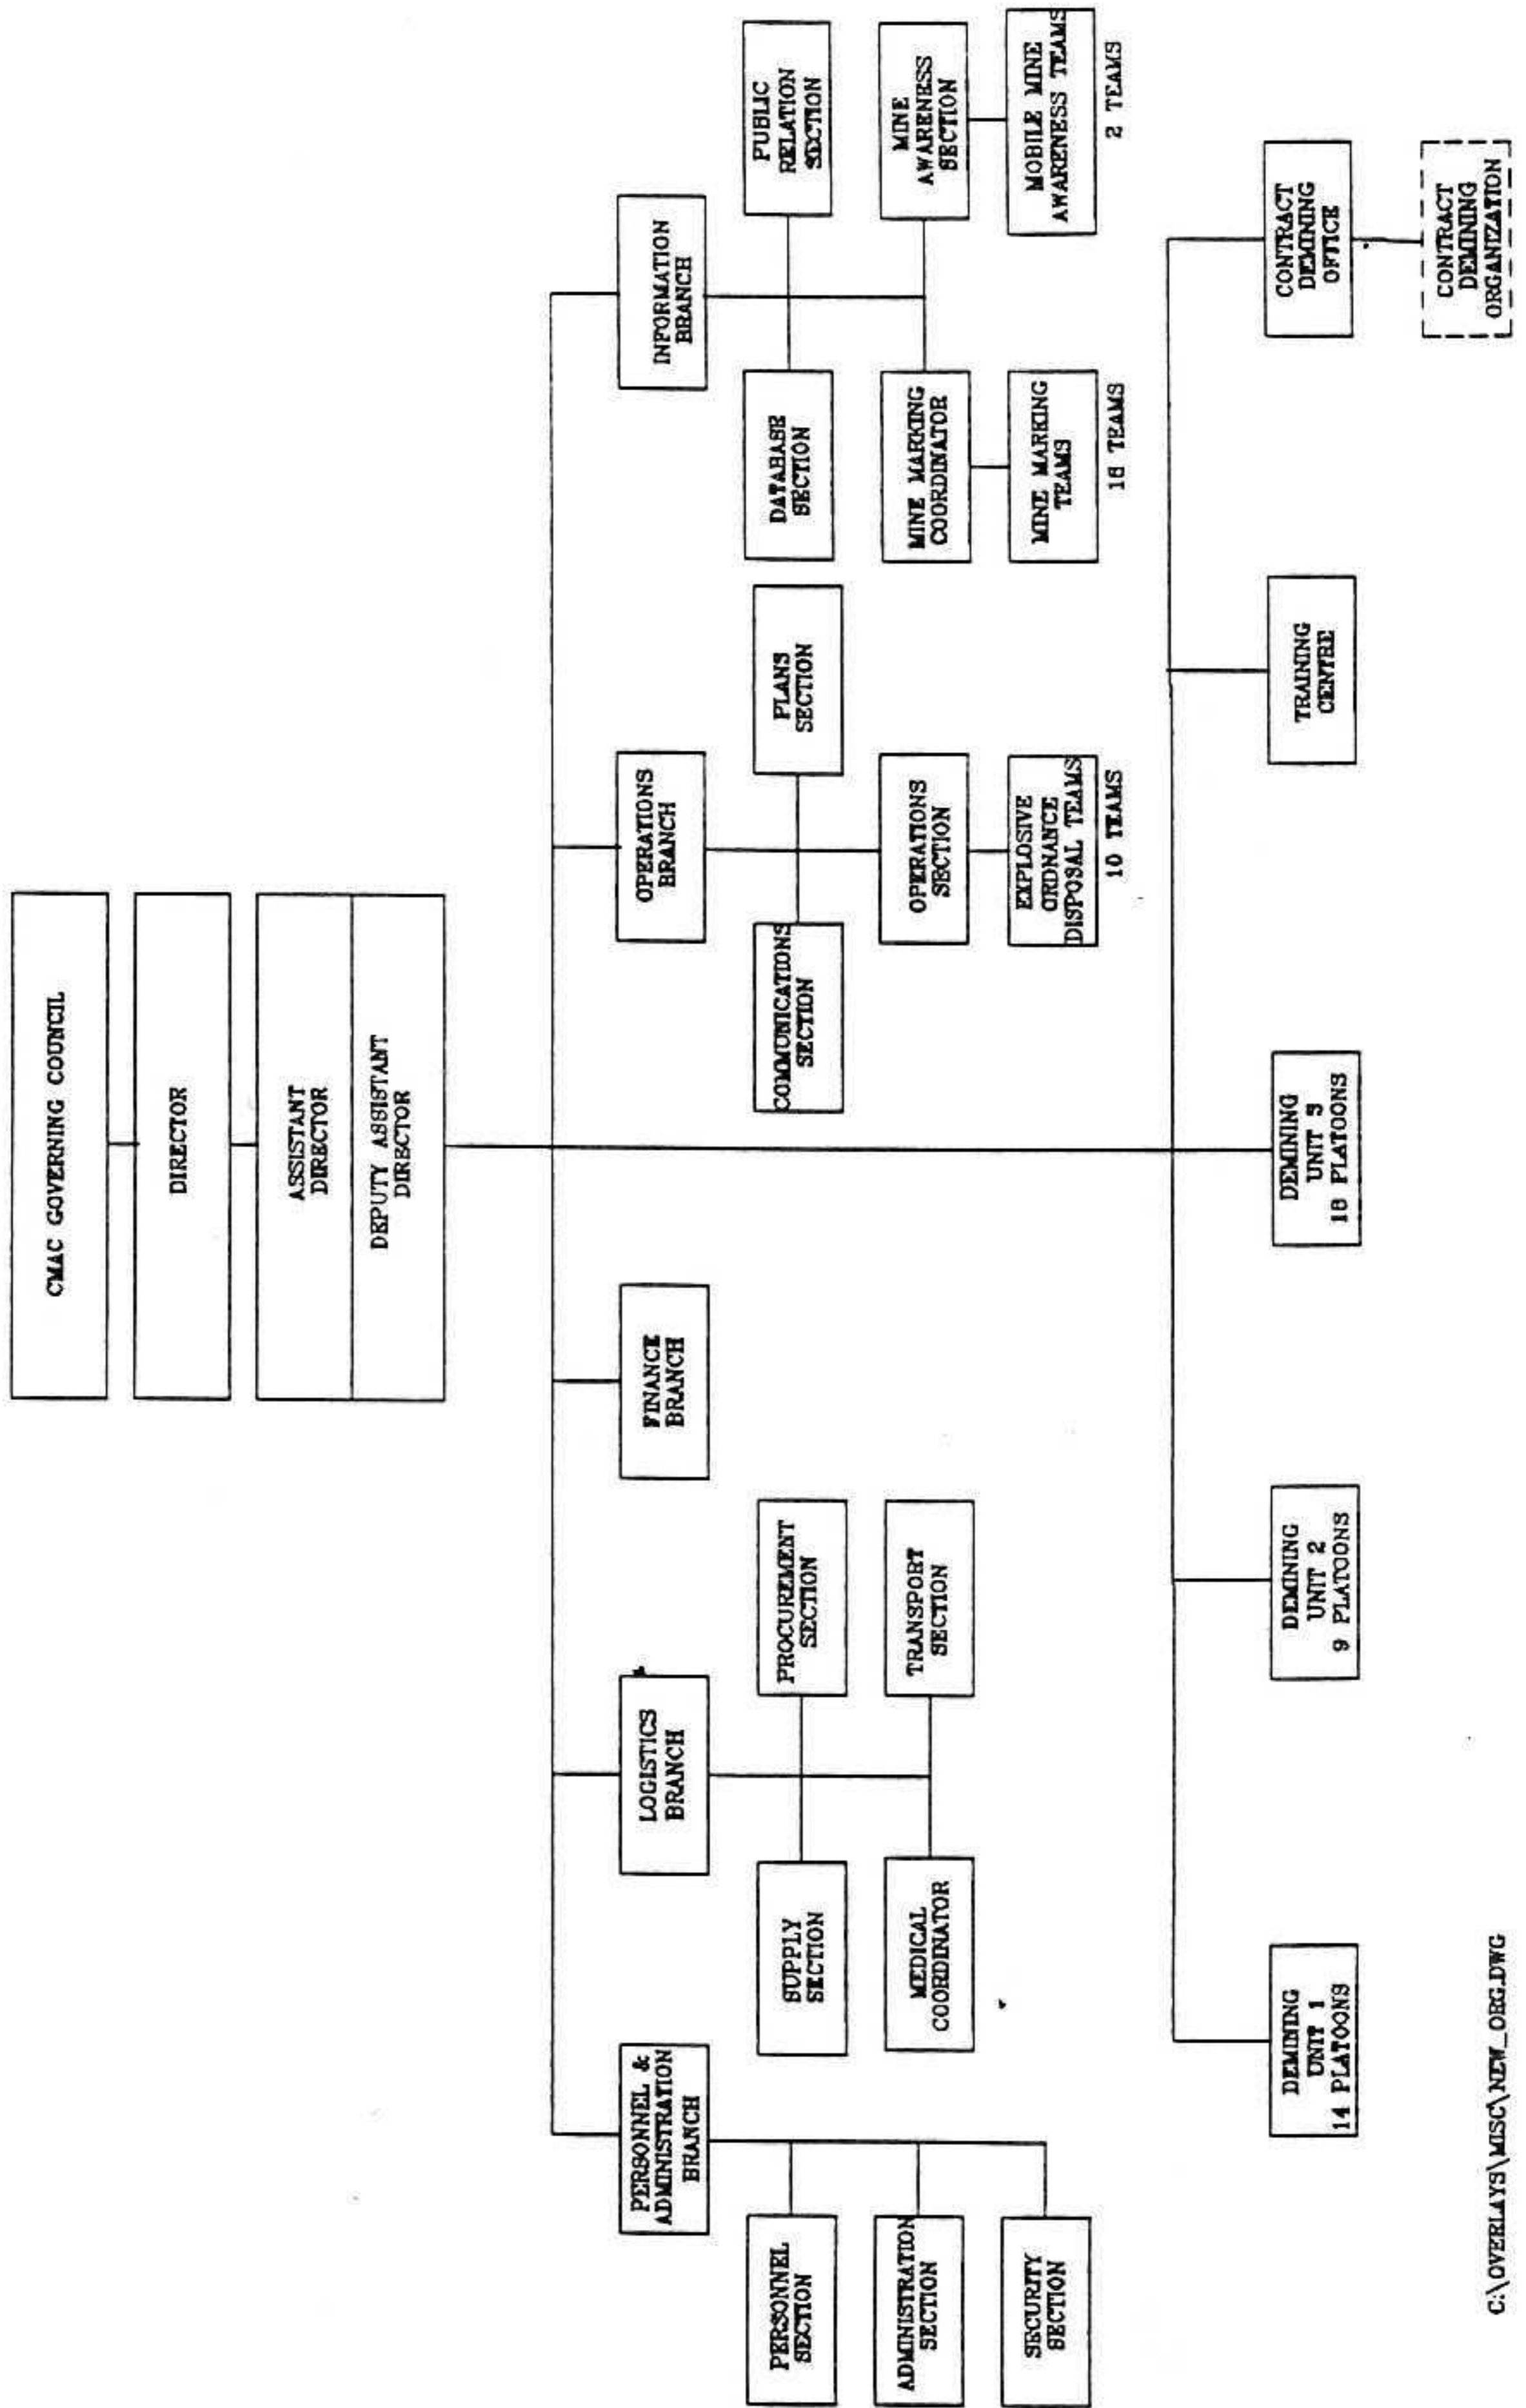 CMAC GOVERNING COUNCIL
DIRECTOR
ASSISTANT
DIRECTOR
DEPUTY ASSISTANT
DIRECTOR
PERSONNEL &
ADMINISTRATION
BRANCH
LOGISTICS
BRANCH
FINANCE
BRANCH
OPERATIONS
BRANCH
INFORMATION
BRANCH
PERSONNEL
SECTION
ADMINISTRATION
SECTION
SECURITY
SECTION
SUPPLY
SECTION
PROCUREMENT
SECTION
MEDICAL
COORDINATOR
TRANSPORT
SECTION
COMMUNICATIONS
SECTION
PLANS
SECTION
OPERATIONS
SECTION
EXPLOSIVE
ORDNANCE
DISPOSAL TEAMS
10 TEAMS
DATABASE
SECTION
PUBLIC
RELATION
SECTION
MINE MARKING
COORDINATOR
MINE
AWARENESS
SECTION
MINE MARKING
TEAMS
TEAMS
MOBILE MINE
AWARENESS TEAMS
2 TEAMS
DEMINING
UNIT 1
14 PLATOONS
DEMINING
UNIT 2
9 PLATOONS
DEMINING
UNIT 3
PLATOONS
TRAINING
CENTRE
CONTRACT
DEMINING
OFFICE
CONTRACT
DEMINING
ORGANIZATION
C:\OVERLAYS\MISC\NEW_ORG.DWG